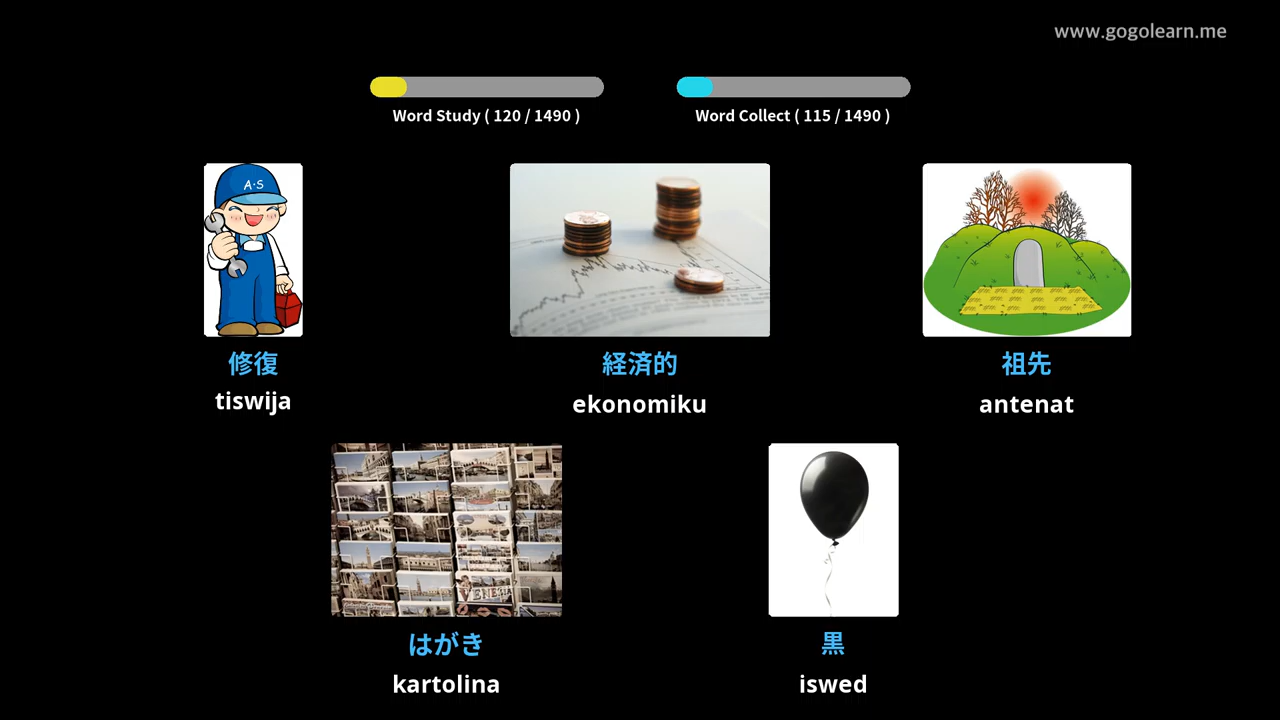 www.gogolearn.me
Word Study ( 120 / 1490 )
Word Collect ( 115 / 1490 )
A·S
修復
tiswija
経済的
ekonomiku
祖先
antenat
はがき
kartolina
黒
iswed